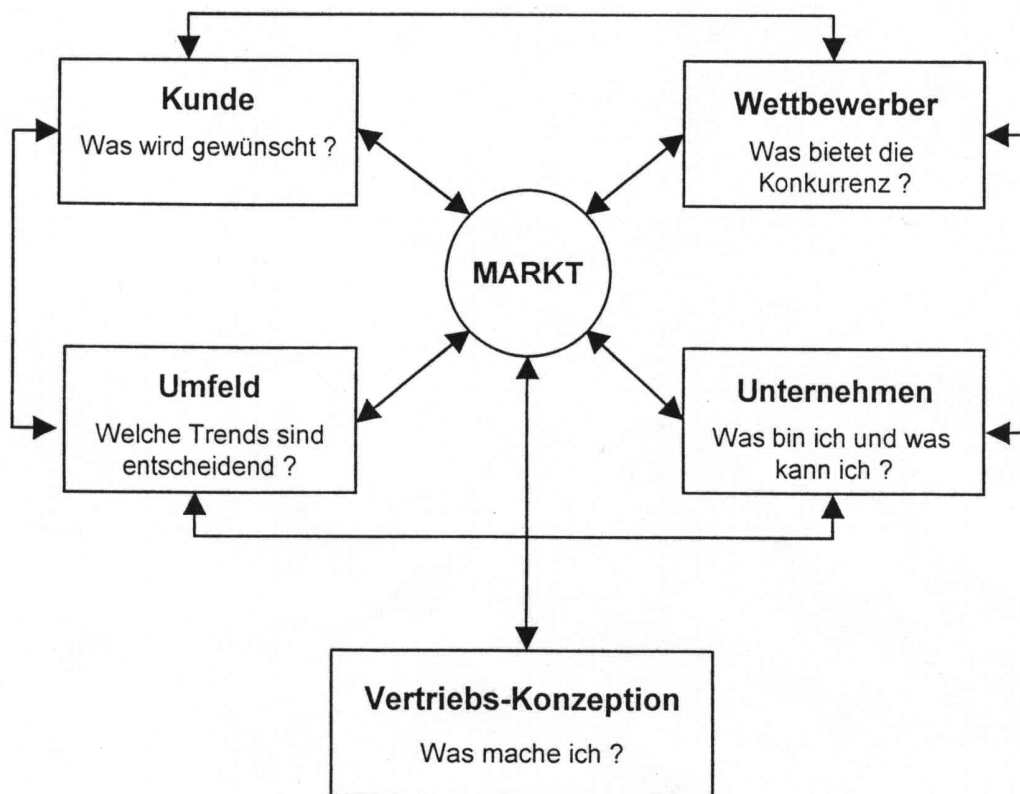 Kunde
Was wird gewünscht ?
Wettbewerber
Was bietet die
Konkurrenz ?
MARKT
Umfeld
Welche Trends sind
entscheidend ?
Unternehmen
Was bin ich und was
kann ich ?
Vertriebs-Konzeption
Was mache ich ?